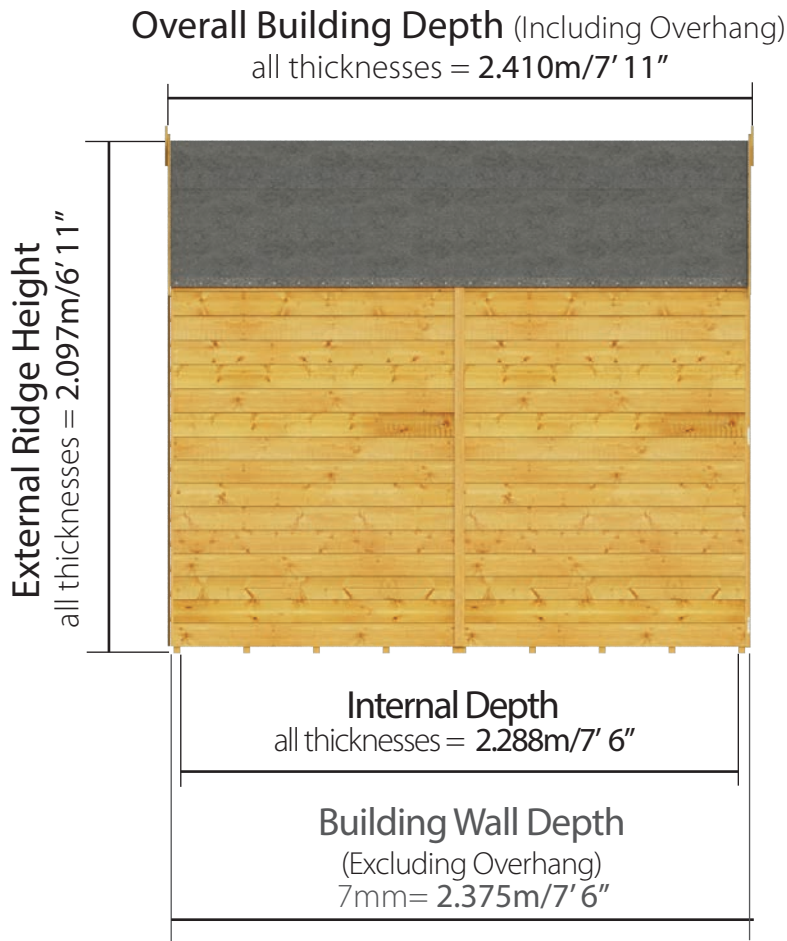 Overall Building Depth (Including Overhang)
all thicknesses = 2.410m/7' 11"
External Ridge Height
all thicknesses = 2.097m/6' 11"
Internal Depth
all thicknesses = 2.288m/7' 6"
Building Wall Depth
(Excluding Overhang)
7mm= 2.375m/7' 6"